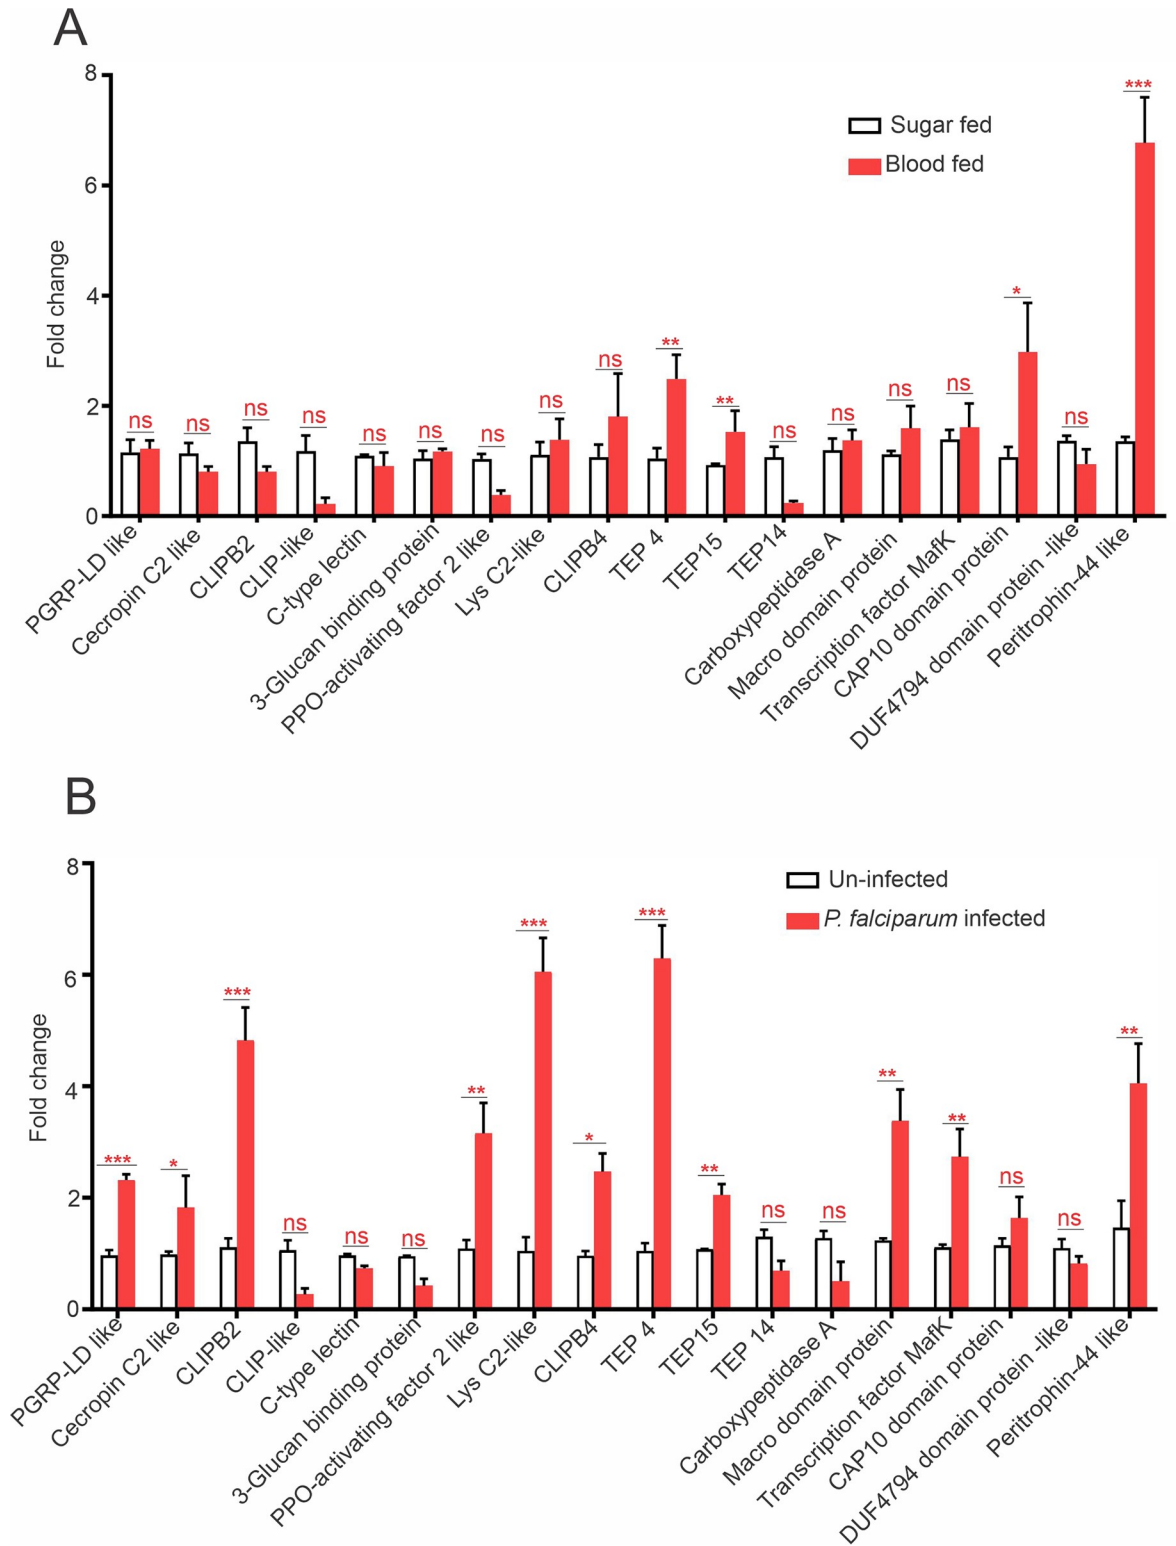 A
8
6
4
2
0
Fold change
Sugar fed
Blood fed
ns
ns
ns
ns
ns
ns
ns
ns
ns
**
**
ns
ns
ns
ns
*
ns
***
PGRP-LD like
Cecropin C2 like
CLIPB2
CLIP-like
C-type lectin
3-Glucan binding protein
PPO-activating factor 2 like
Lys C2-like
CLIPB4
TEP 4
TEP15
TEP14
Carboxypeptidase A
Macro domain protein
Transcription factor MafK
CAP10 domain protein
DUF4794 domain protein -like
Peritrophin-44 like
B
8
6
4
2
0
Fold change
Un-infected
P. falciparum infected
***
*
***
ns
ns
ns
**
***
*
***
**
ns
ns
**
**
ns
ns
**
PGRP-LD like
Cecropin C2 like
CLIPB2
CLIP-like
C-type lectin
3-Glucan binding protein
PPO-activating factor 2 like
Lys C2-like
CLIPB4
TEP 4
TEP15
TEP 14
Carboxypeptidase A
Macro domain protein
Transcription factor MafK
CAP10 domain protein
DUF4794 domain protein -like
Peritrophin-44 like